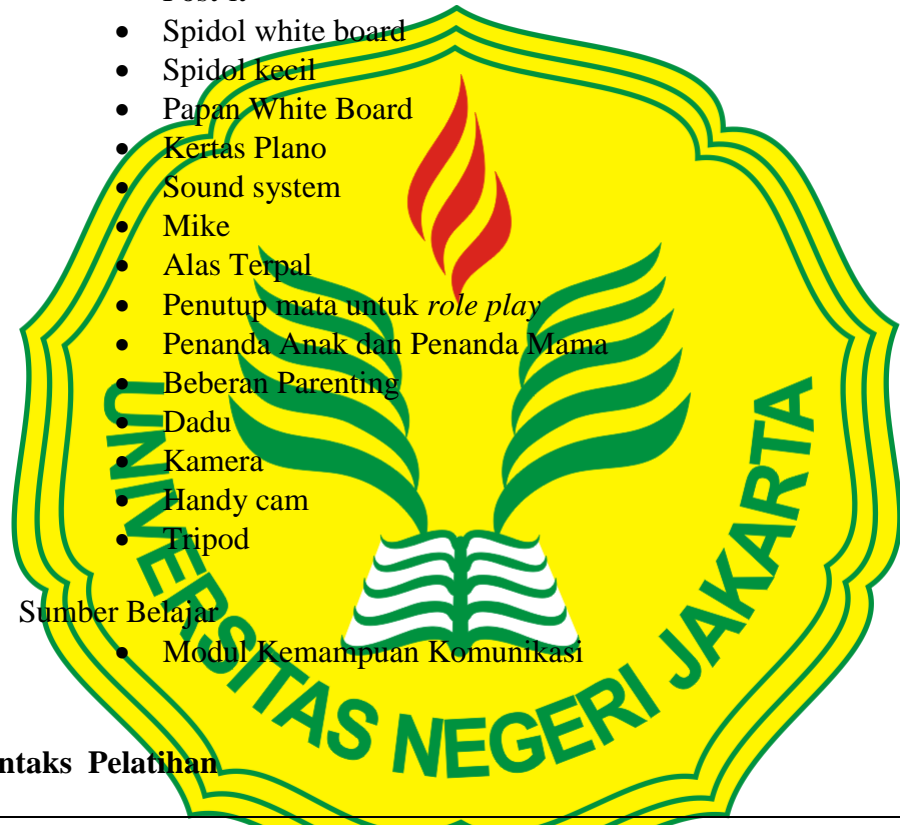 • Spidol white board
• Spidol kecil
• Papan White Board
• Kertas Plano
• Sound system
• Mike
• Alas Terpal
• Penutup mata untuk role play
• Penanda Anak dan Penanda Mama
• Beberan Parenting
• Dadu
• Kamera
• Handy cam
• Tripod
Sumber Belajar
• Modul Kemampuan Komunikasi
ntaks Pelatihan
UNIVERSITAS NEGERI JAKARTA